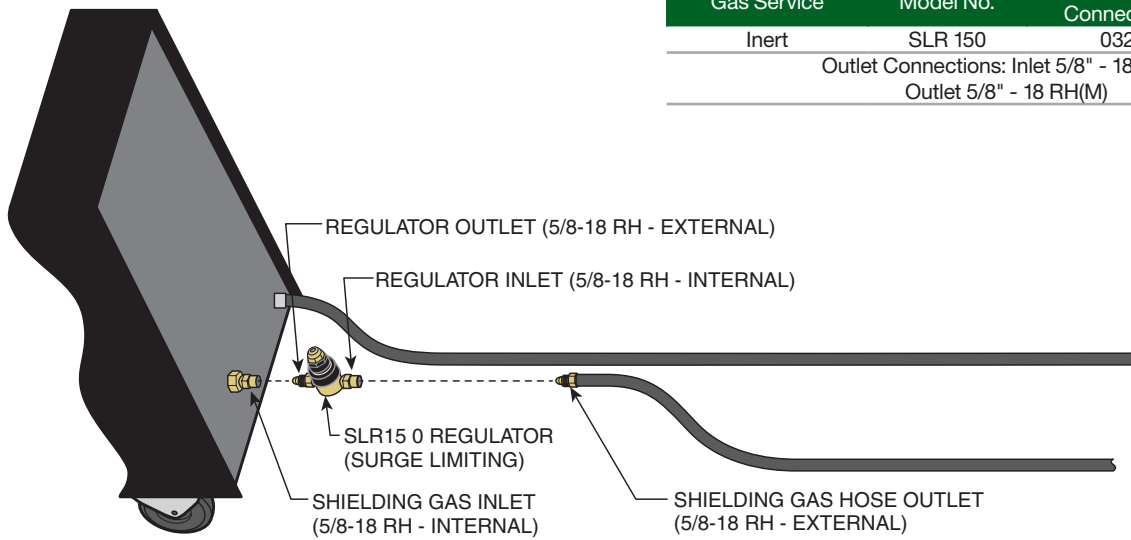 Gas Service Model No. Connec
Inert SLR 150 032
Outlet Connections: Inlet 5/8" - 18
Outlet 5/8" - 18 RH(M)
REGULATOR OUTLET (5/8-18 RH - EXTERNAL)
REGULATOR INLET (5/8-18 RH - INTERNAL)
SLR15 0 REGULATOR
(SURGE LIMITING)
SHIELDING GAS INLET
(5/8-18 RH - INTERNAL)
SHIELDING GAS HOSE OUTLET
(5/8-18 RH - EXTERNAL)